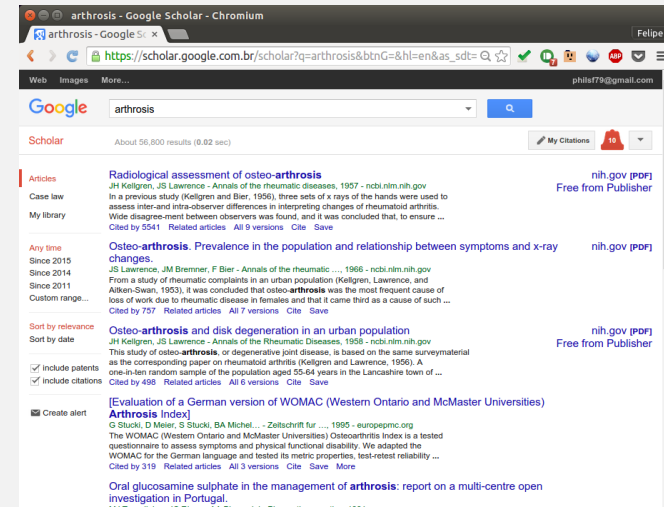 arthrosis - Google Scholar - Chromium
arthrosis - Google Sc ×
Felipe
https://scholar.google.com.br/scholar?q=arthrosis&btnG=&hl=en&as_sdt=
Web Images More...
philsf79@gmail.com
Google
arthrosis
Scholar
About 56,800 results (0.02 sec)
My Citations
10
Articles
Case law
My library
Any time
Since 2015
Since 2014
Since 2011
Custom range...
Sort by relevance
Sort by date
include patents
include citations
Create alert
Radiological assessment of osteo-arthrosis
JH Kellgren, JS Lawrence - Annals of the rheumatic diseases, 1957 - ncbi.nlm.nih.gov
In a previous study (Kellgren and Bier, 1956), three sets of x rays of the hands were used to
assess inter-and intra-observer differences in interpreting changes of rheumatoid arthritis.
Wide disagree-ment between observers was found, and it was concluded that, to ensure ...
Cited by 5541 Related articles All 9 versions Cite Save
nih.gov [PDF]
Free from Publisher
Osteo-arthrosis. Prevalence in the population and relationship between symptoms and x-ray
changes.
JS Lawrence, JM Bremner, F Bier - Annals of the rheumatic …, 1966 - ncbi.nlm.nih.gov
From a study of rheumatic complaints in an urban population (Kellgren, Lawrence, and
Aitken-Swan, 1953), it was concluded that osteo-arthrosis was the most frequent cause of
loss of work due to rheumatic disease in females and that it came third as a cause of such ...
Cited by 757 Related articles All 7 versions Cite Save
nih.gov [PDF]
Osteo-arthrosis and disk degeneration in an urban population
JH Kellgren, JS Lawrence - Annals of the Rheumatic Diseases, 1958 - ncbi.nlm.nih.gov
This study of osteo-arthrosis, or degenerative joint disease, is based on the same surveymaterial
as the corresponding paper on rheumatoid arthritis (Kellgren and Lawrence, 1956). A
one-in-ten random sample of the population aged 55-64 years in the Lancashire town of ...
Cited by 498 Related articles All 6 versions Cite Save
nih.gov [PDF]
Free from Publisher
[Evaluation of a German version of WOMAC (Western Ontario and McMaster Universities)
Arthrosis Index]
G Stucki, D Meier, S Stucki, BA Michel… - Zeitschrift fur …, 1995 - europepmc.org
The WOMAC (Western Ontario and McMaster Universities) Osteoarthritis Index is a tested
questionnaire to assess symptoms and physical functional disability. We adapted the
WOMAC for the German language and tested its metric properties, test-retest reliability ...
Cited by 319 Related articles All 3 versions Cite Save More
Oral glucosamine sulphate in the management of arthrosis: report on a multi-centre open
investigation in Portugal.